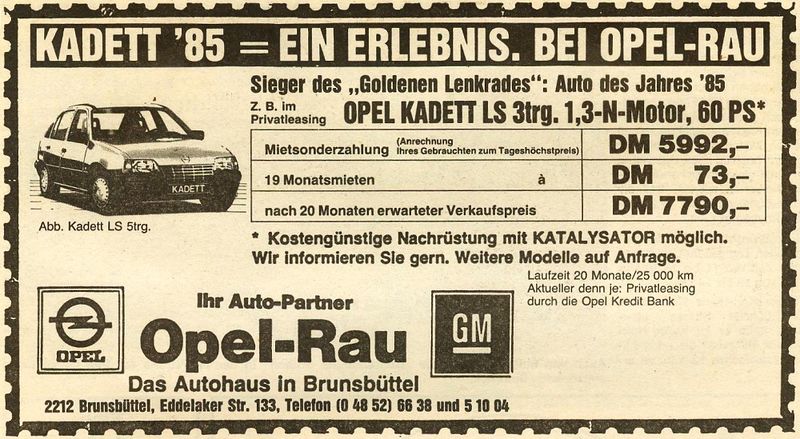 KADETT '85 = EIN ERLEBNIS. BEI OPEL-RAU
Sieger des „Goldenen Lenkrades“: Auto des Jahres '85
Z. B. im
Privatleasing
OPEL KADETT LS 3trg. 1,3-N-Motor, 60 PS*
Mietsonderzahlung (Anrechnung
Ihres Gebrauchten zum Tageshöchstpreis) DM 5992,–
19 Monatsmieten à DM 73,–
nach 20 Monaten erwarteter Verkaufspreis DM 7790,–
KADETT
Abb. Kadett LS 5trg.
* Kostengünstige Nachrüstung mit KATALYSATOR möglich.
Wir informieren Sie gern. Weitere Modelle auf Anfrage.
Laufzeit 20 Monate/25 000 km
Aktueller denn je: Privatleasing
durch die Opel Kredit Bank
OPEL
Ihr Auto-Partner
Opel-Rau
GM
Das Autohaus in Brunsbüttel
2212 Brunsbüttel, Eddelaker Str. 133, Telefon (0 48 52) 66 38 und 5 10 04